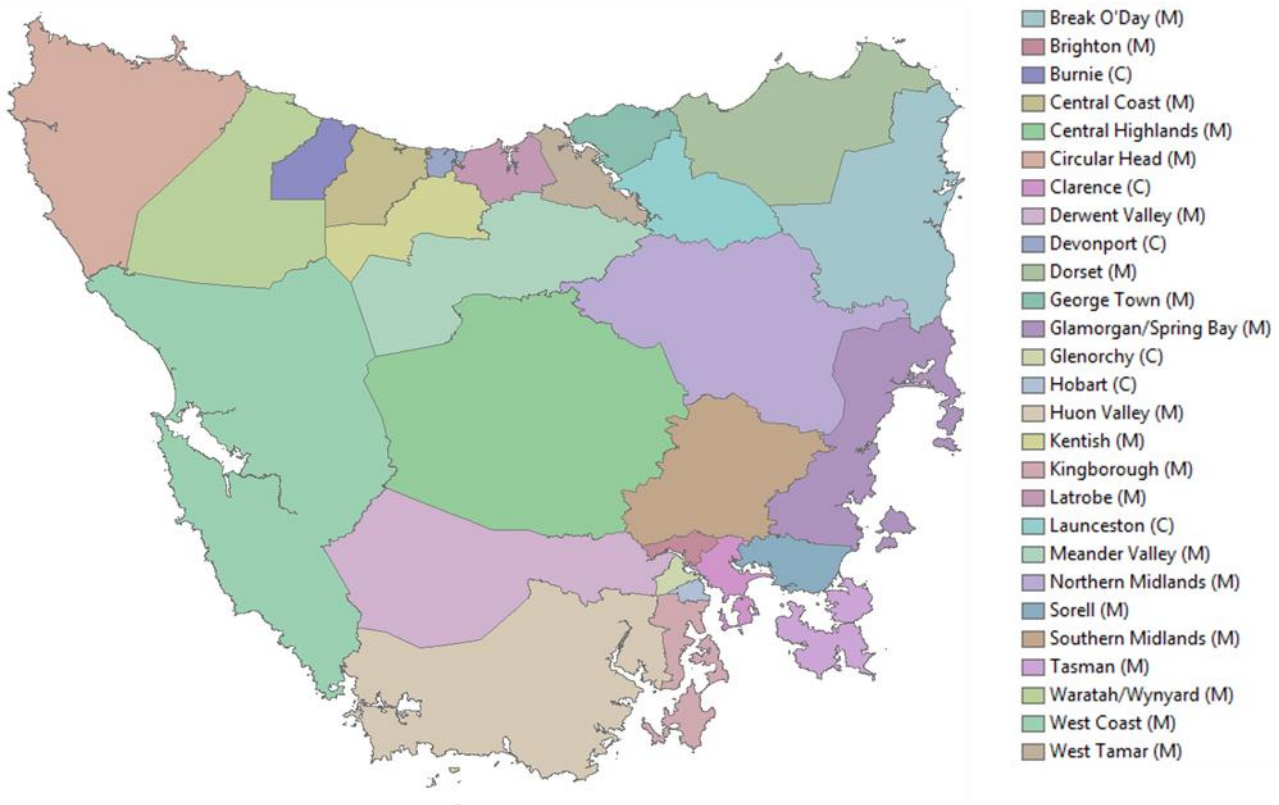 Break O'Day (M)
Brighton (M)
Burnie (C)
Central Coast (M)
Central Highlands (M)
Circular Head (M)
Clarence (C)
Derwent Valley (M)
Devonport (C)
Dorset (M)
George Town (M)
Glamorgan/Spring Bay (M)
Glenorchy (C)
Hobart (C)
Huon Valley (M)
Kentish (M)
Kingborough (M)
Latrobe (M)
Launceston (C)
Meander Valley (M)
Northern Midlands (M)
Sorell (M)
Southern Midlands (M)
Tasman (M)
Waratah/Wynyard (M)
West Coast (M)
West Tamar (M)